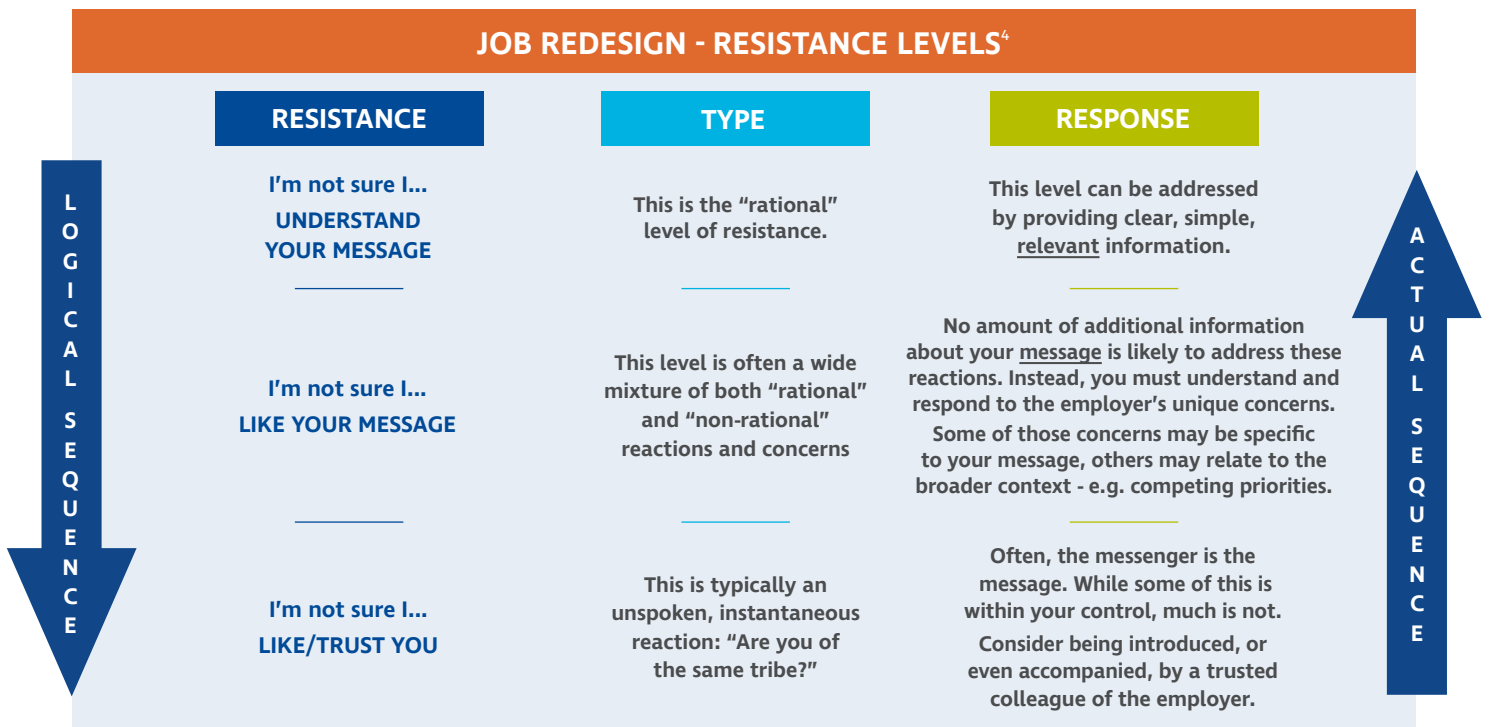 JOB REDESIGN - RESISTANCE LEVELS⁴
RESISTANCE
TYPE
RESPONSE
LOGICAL SEQUENCE
I'm not sure I...
UNDERSTAND
YOUR MESSAGE
This is the “rational”
level of resistance.
This level can be addressed
by providing clear, simple,
relevant information.
I'm not sure I...
LIKE YOUR MESSAGE
This level is often a wide
mixture of both “rational”
and “non-rational”
reactions and concerns
No amount of additional information
about your message is likely to address these
reactions. Instead, you must understand and
respond to the employer’s unique concerns.
Some of those concerns may be specific
to your message, others may relate to the
broader context - e.g. competing priorities.
I'm not sure I...
LIKE/TRUST YOU
This is typically an
unspoken, instantaneous
reaction: “Are you of
the same tribe?”
Often, the messenger is the
message. While some of this is
within your control, much is not.
Consider being introduced, or
even accompanied, by a trusted
colleague of the employer.
ACTUAL SEQUENCE